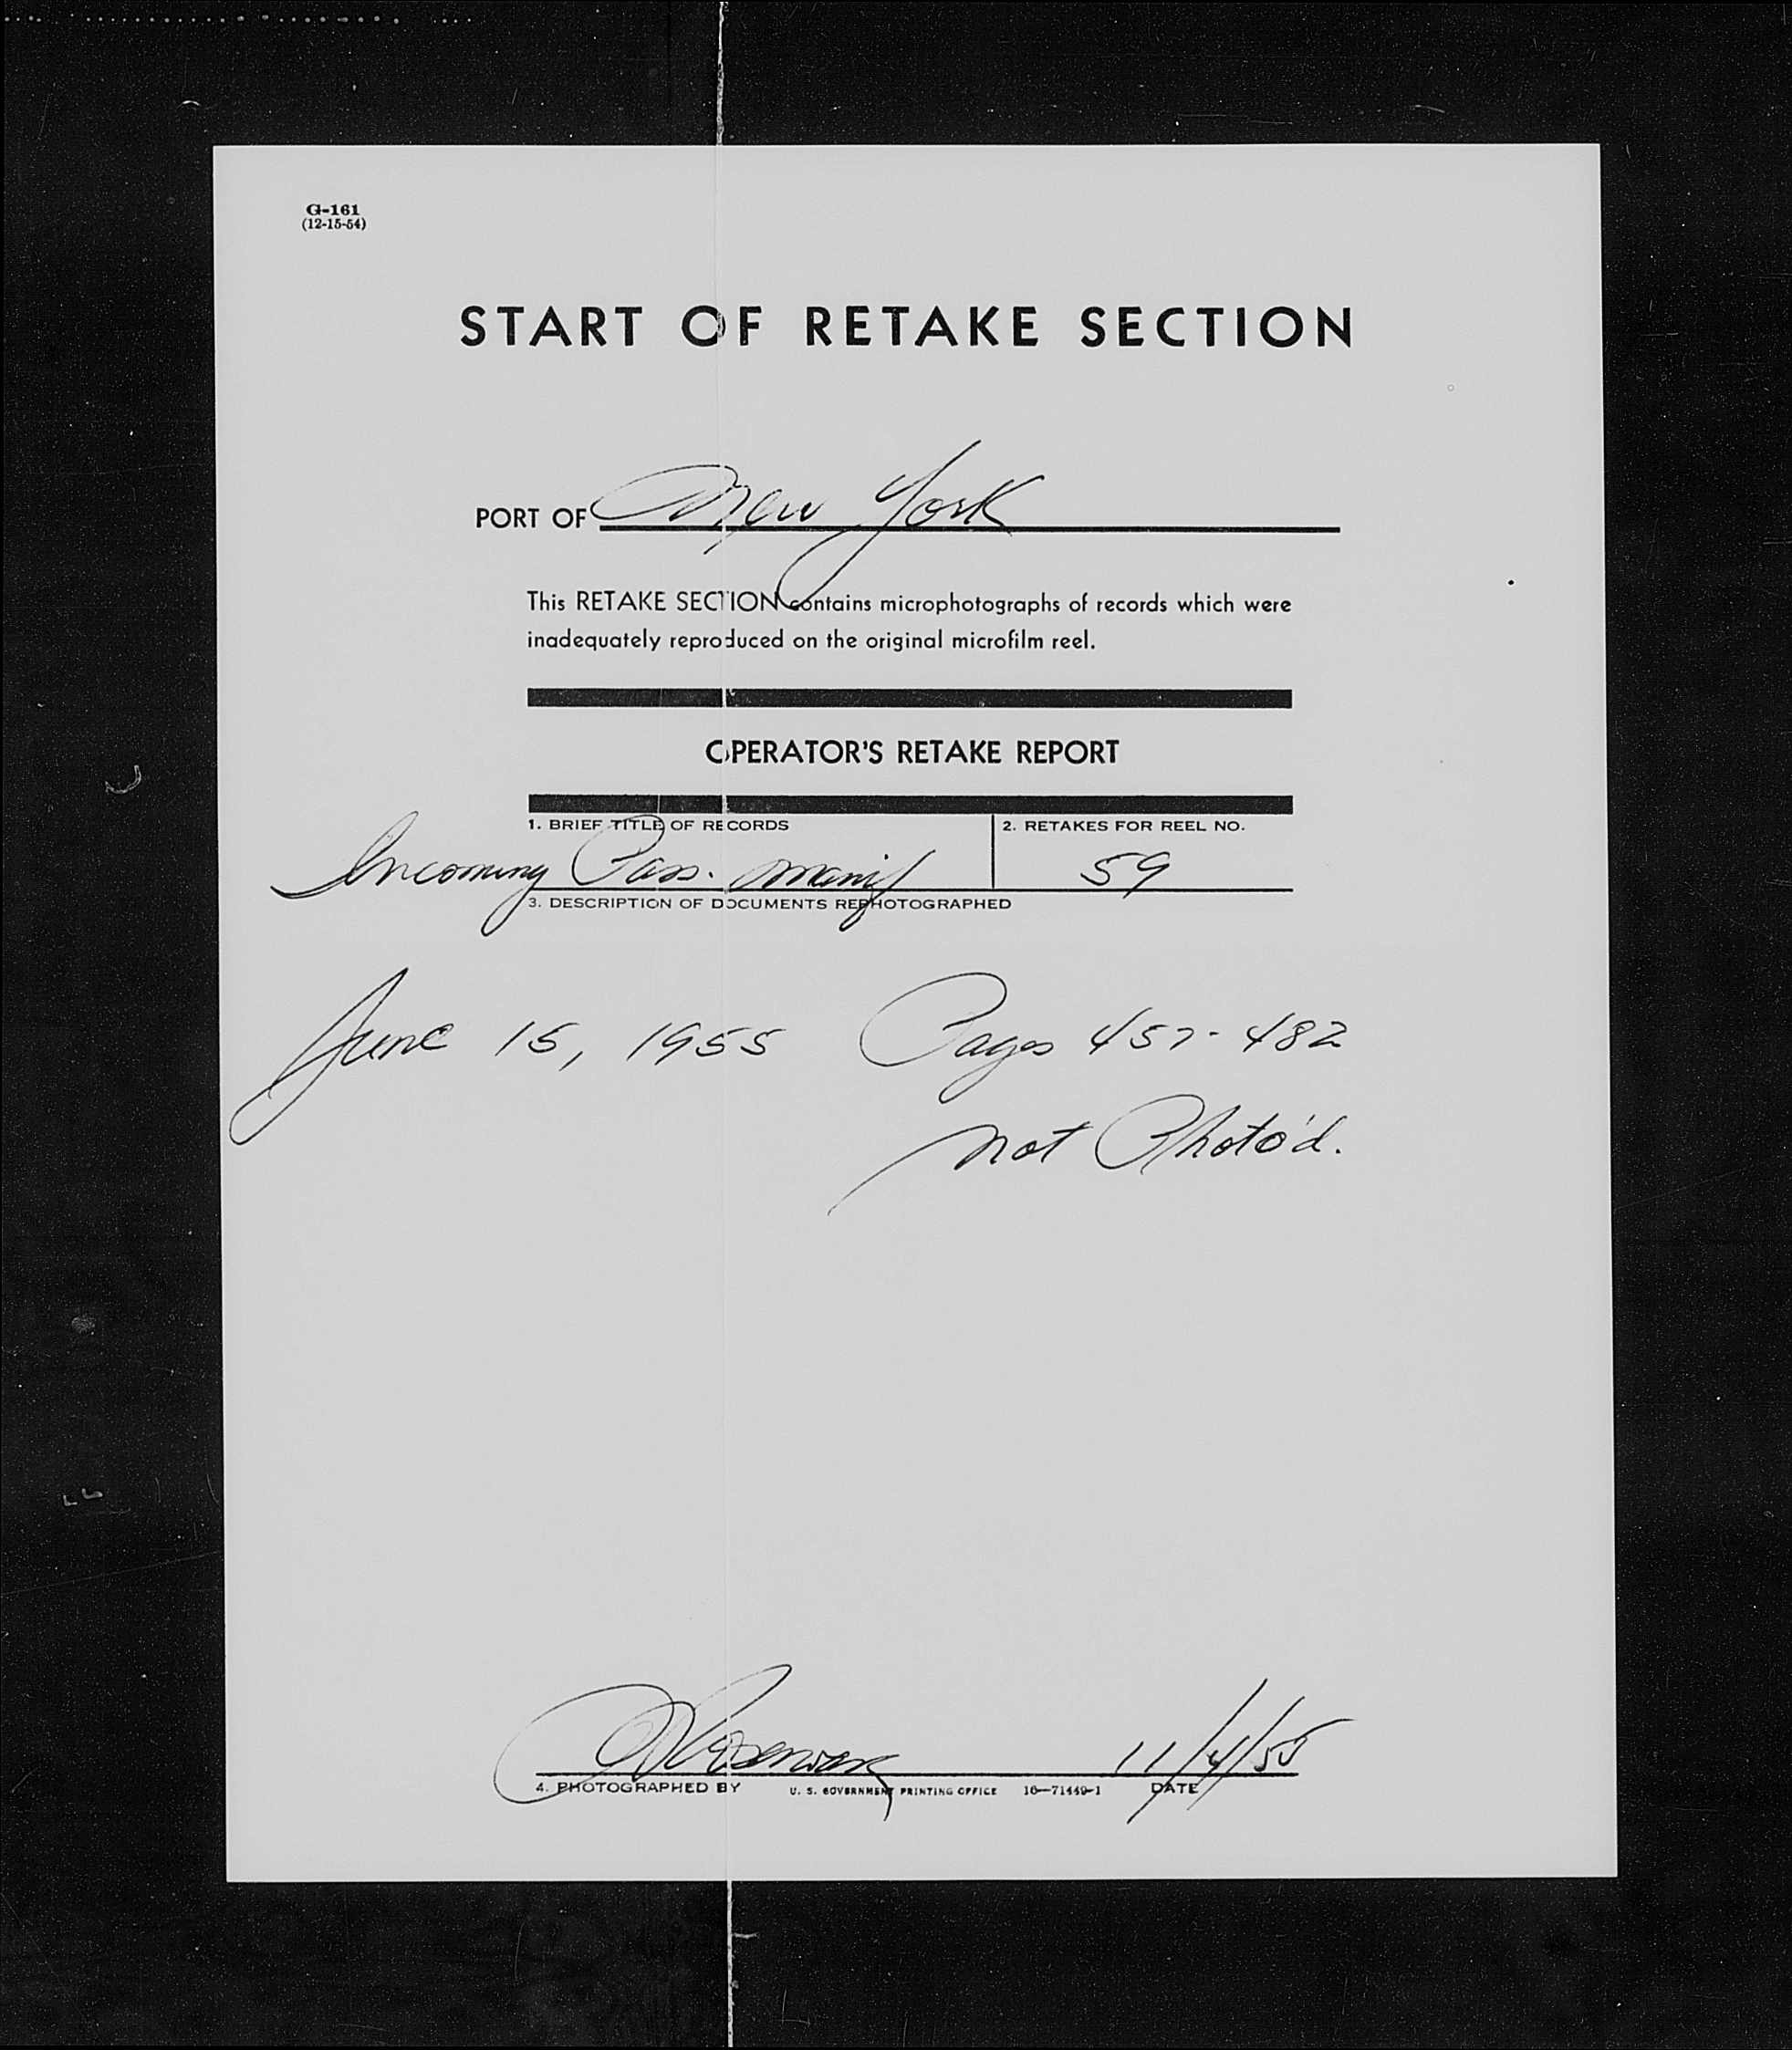 G-161
(12-15-54)
START OF RETAKE SECTION
PORT OF New York
This RETAKE SECTION contains microphotographs of records which were
inadequately reproduced on the original microfilm reel.
OPERATOR'S RETAKE REPORT
1. BRIEF TITLE OF RECORDS 2. RETAKES FOR REEL NO.
Incoming Pass. Manif 59
3. DESCRIPTION OF DOCUMENTS REPHOTOGRAPHED
June 15, 1955 Pages 457-482
not Photo'd.
11/4/55
4. PHOTOGRAPHED BY U. S. GOVERNMENT PRINTING OFFICE 16—71449-1 DATE